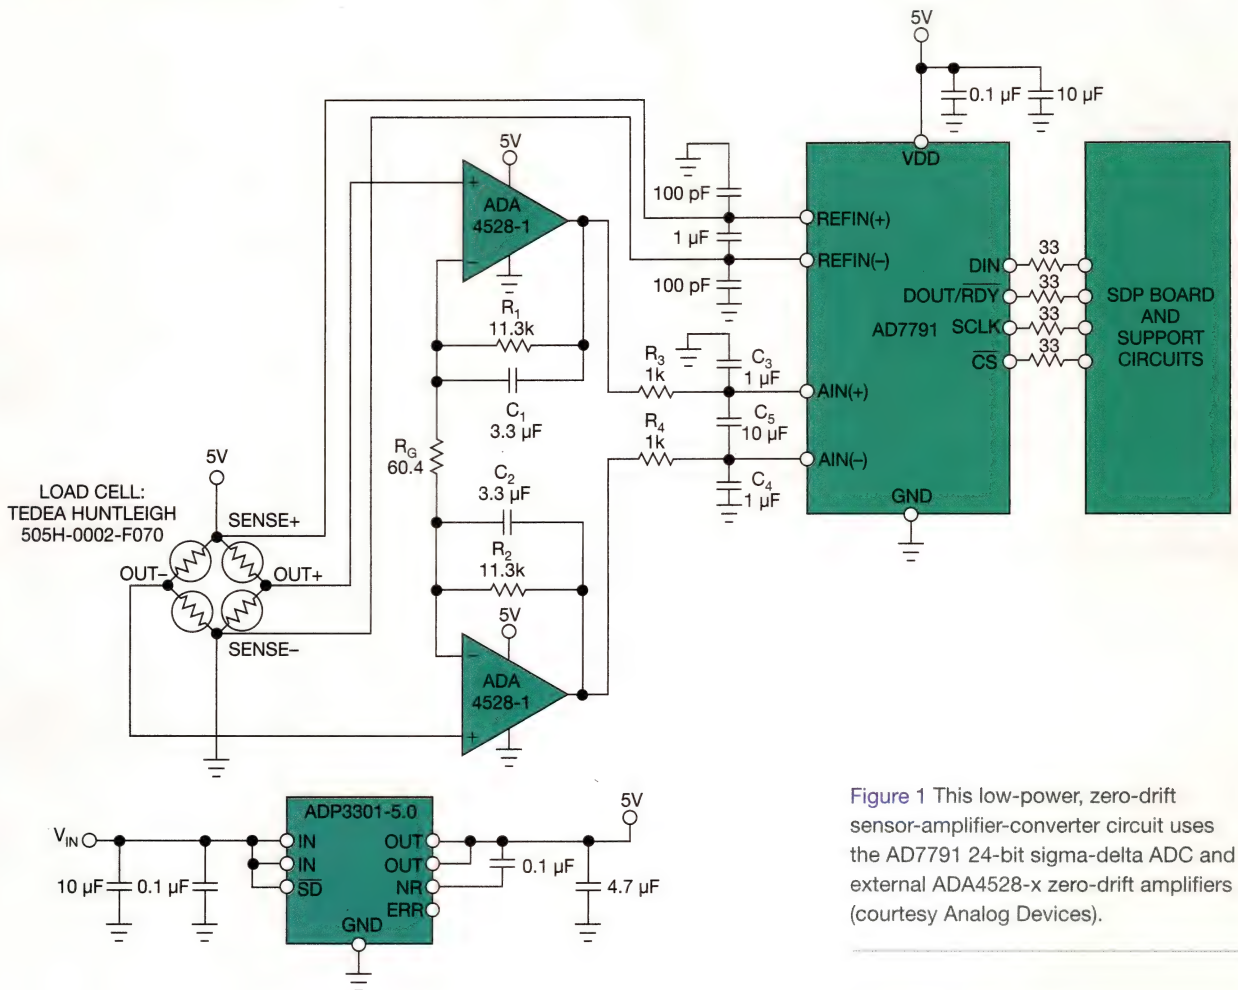 5V
0.1 µF
10 µF
VDD
5V
ADA
4528-1
+
–
100 pF
1 µF
100 pF
REFIN(+)
REFIN(–)
DIN
DOUT/RDY
AD7791
SCLK
CS
33
33
33
33
SDP BOARD
AND
SUPPORT
CIRCUITS
R1
11.3k
C1
3.3 µF
R3
1k
R4
1k
C3
1 µF
C5
10 µF
C4
1 µF
AIN(+)
AIN(–)
GND
RG
60.4
C2
3.3 µF
R2
11.3k
5V
–
ADA
4528-1
+
5V
LOAD CELL:
TEDEA HUNTLEIGH
505H-0002-F070
SENSE+
OUT–
OUT+
SENSE–
ADP3301-5.0
VIN
IN
IN
SD
OUT
OUT
NR
ERR
GND
10 µF
0.1 µF
0.1 µF
4.7 µF
5V
Figure 1 This low-power, zero-drift
sensor-amplifier-converter circuit uses
the AD7791 24-bit sigma-delta ADC and
external ADA4528-x zero-drift amplifiers
(courtesy Analog Devices).